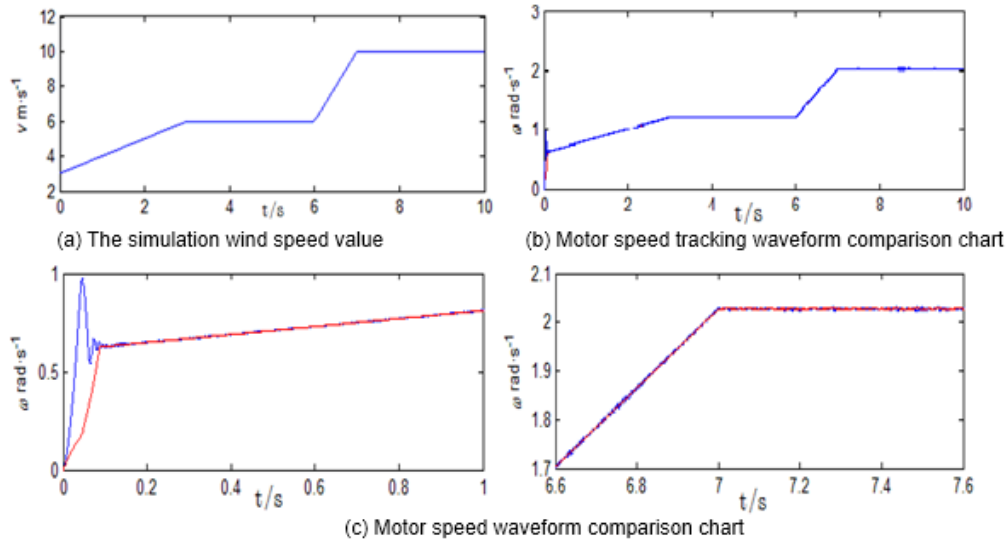 12
10
8
6
4
2
v m·s⁻¹
0 2 4 6 8 10
t/s
(a) The simulation wind speed value
3
2
1
0
ω rad·s⁻¹
0 2 4 6 8 10
t/s
(b) Motor speed tracking waveform comparison chart
1
0.5
0
ω rad·s⁻¹
0 0.2 0.4 0.6 0.8 1
t/s
2.1
2
1.9
1.8
1.7
ω rad·s⁻¹
6.6 6.8 7 7.2 7.4 7.6
t/s
(c) Motor speed waveform comparison chart